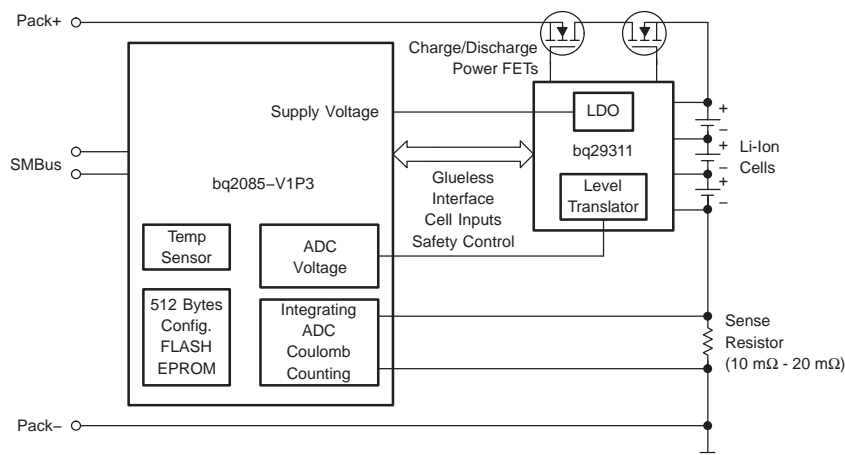 Pack+
Charge/Discharge
Power FETs
Supply Voltage
LDO
bq29311
Level
Translator
+
−
+
−
+
−
Li-Ion
Cells
SMBus
bq2085−V1P3
Glueless
Interface
Cell Inputs
Safety Control
Temp
Sensor
ADC
Voltage
512 Bytes
Config.
FLASH
EPROM
Integrating
ADC
Coulomb
Counting
Sense
Resistor
(10 mΩ - 20 mΩ)
Pack−